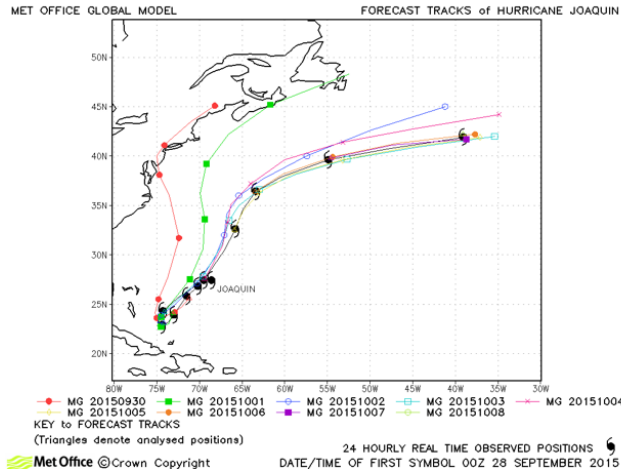 MET OFFICE GLOBAL MODEL FORECAST TRACKS of HURRICANE JOAQUIN
50N
45N
40N
35N
30N
25N
20N
JOAQUIN
80W 75W 70W 65W 60W 55W 50W 45W 40W 35W 30W
MG 20150930 MG 20151001 MG 20151002 MG 20151003 MG 2015100
MG 20151005 MG 20151006 MG 20151007 MG 20151008
KEY to FORECAST TRACKS
(Triangles denote analysed positions)
24 HOURLY REAL TIME OBSERVED POSITIONS
Met Office © Crown Copyright DATE/TIME OF FIRST SYMBOL 00Z 28 SEPTEMBER 2015